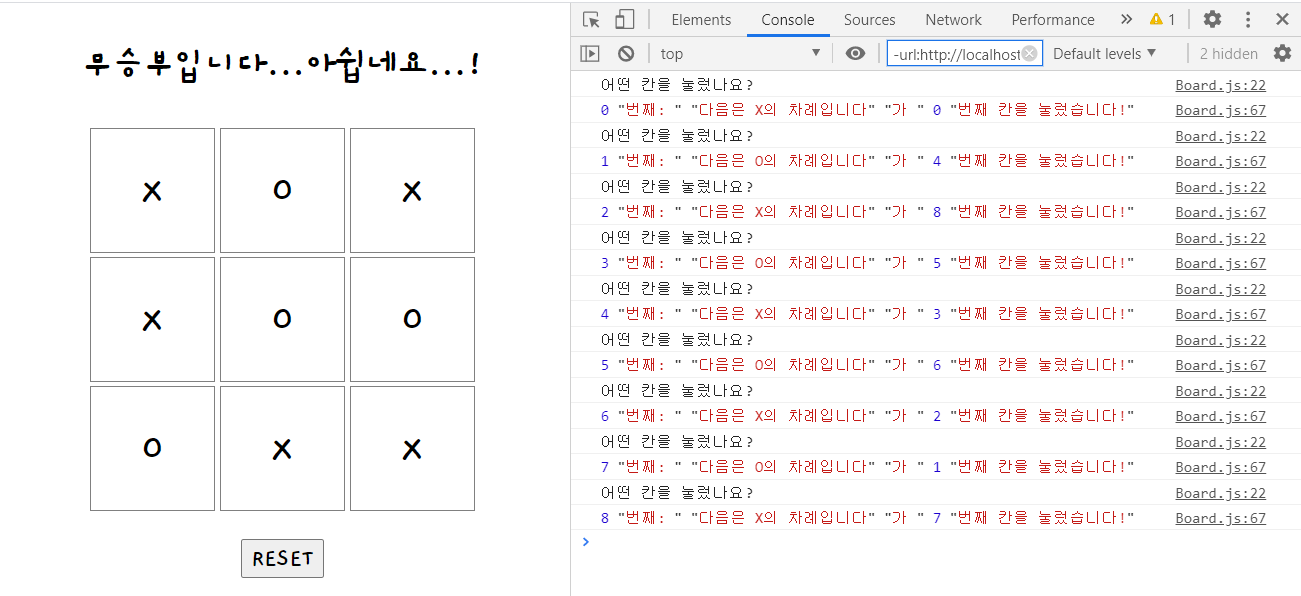 무승부입니다...아쉽네요...!
X O X
X O O
O X X
RESET
Elements Console Sources Network Performance » 1
top ▼ -url:http://localhost Default levels ▼ 2 hidden
어떤 칸을 눌렀나요? Board.js:22
0 "번째: " "다음은 X의 차례입니다" "가 " 0 "번째 칸을 눌렀습니다!" Board.js:67
어떤 칸을 눌렀나요? Board.js:22
1 "번째: " "다음은 O의 차례입니다" "가 " 4 "번째 칸을 눌렀습니다!" Board.js:67
어떤 칸을 눌렀나요? Board.js:22
2 "번째: " "다음은 X의 차례입니다" "가 " 8 "번째 칸을 눌렀습니다!" Board.js:67
어떤 칸을 눌렀나요? Board.js:22
3 "번째: " "다음은 O의 차례입니다" "가 " 5 "번째 칸을 눌렀습니다!" Board.js:67
어떤 칸을 눌렀나요? Board.js:22
4 "번째: " "다음은 X의 차례입니다" "가 " 3 "번째 칸을 눌렀습니다!" Board.js:67
어떤 칸을 눌렀나요? Board.js:22
5 "번째: " "다음은 O의 차례입니다" "가 " 6 "번째 칸을 눌렀습니다!" Board.js:67
어떤 칸을 눌렀나요? Board.js:22
6 "번째: " "다음은 X의 차례입니다" "가 " 2 "번째 칸을 눌렀습니다!" Board.js:67
어떤 칸을 눌렀나요? Board.js:22
7 "번째: " "다음은 O의 차례입니다" "가 " 1 "번째 칸을 눌렀습니다!" Board.js:67
어떤 칸을 눌렀나요? Board.js:22
8 "번째: " "다음은 X의 차례입니다" "가 " 7 "번째 칸을 눌렀습니다!" Board.js:67